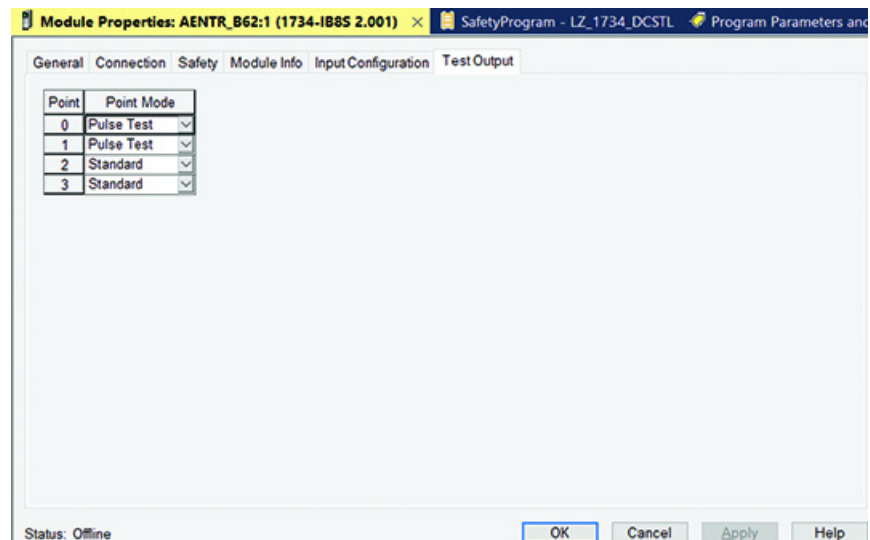 Module Properties: AENTR_B62:1 (1734-IB8S 2.001) × SafetyProgram - LZ_1734_DCSTL Program Parameters and
General Connection Safety Module Info Input Configuration Test Output
Point Point Mode
0 Pulse Test
1 Pulse Test
2 Standard
3 Standard
Status: Offline OK Cancel Apply Help